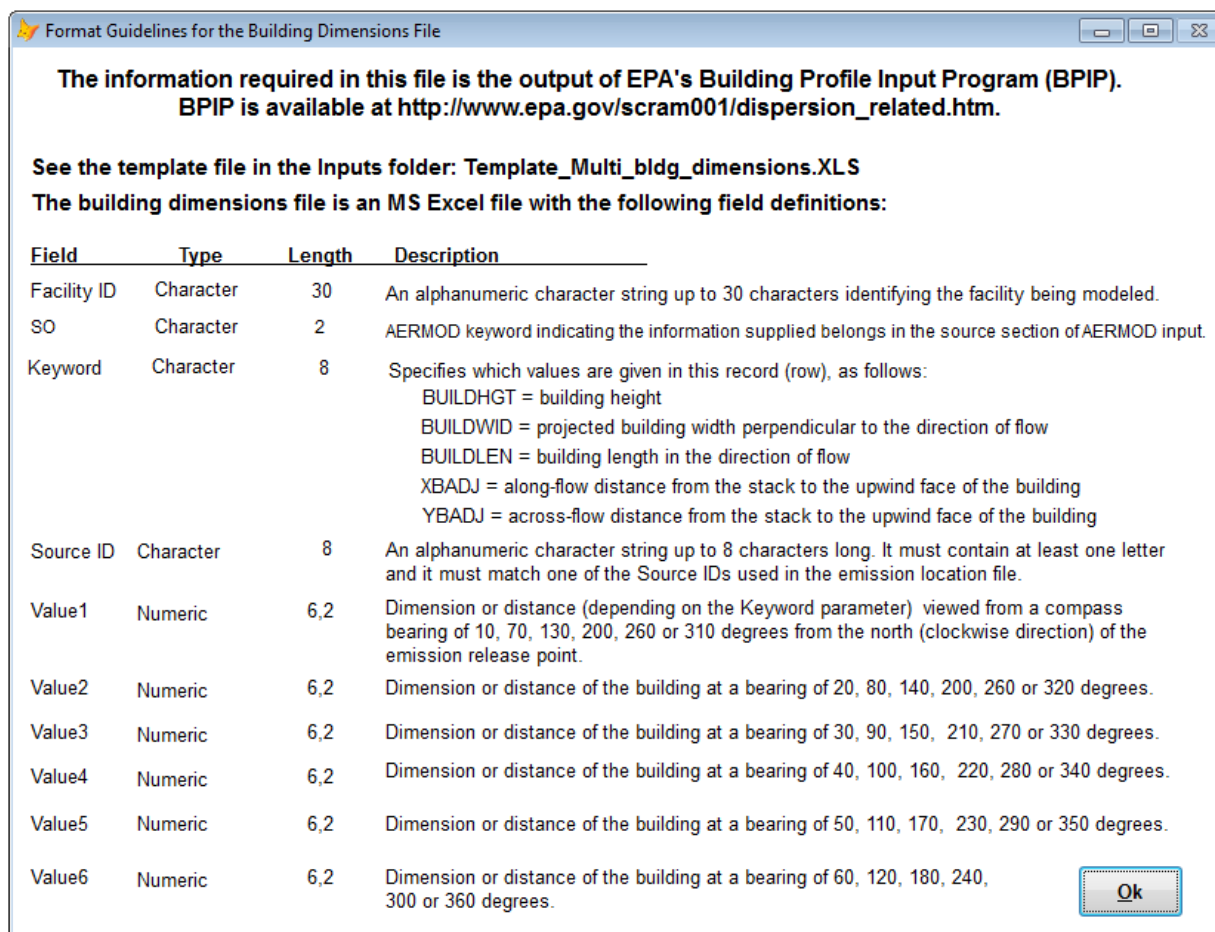 Format Guidelines for the Building Dimensions File
The information required in this file is the output of EPA's Building Profile Input Program (BPIP).
BPIP is available at http://www.epa.gov/scram001/dispersion_related.htm.
See the template file in the Inputs folder: Template_Multi_bldg_dimensions.XLS
The building dimensions file is an MS Excel file with the following field definitions:
Field Type Length Description
Facility ID Character 30 An alphanumeric character string up to 30 characters identifying the facility being modeled.
SO Character 2 AERMOD keyword indicating the information supplied belongs in the source section of AERMOD input.
Keyword Character 8 Specifies which values are given in this record (row), as follows:
BUILDHGT = building height
BUILDWID = projected building width perpendicular to the direction of flow
BUILDLEN = building length in the direction of flow
XBADJ = along-flow distance from the stack to the upwind face of the building
YBADJ = across-flow distance from the stack to the upwind face of the building
Source ID Character 8 An alphanumeric character string up to 8 characters long. It must contain at least one letter
and it must match one of the Source IDs used in the emission location file.
Value1 Numeric 6,2 Dimension or distance (depending on the Keyword parameter) viewed from a compass
bearing of 10, 70, 130, 200, 260 or 310 degrees from the north (clockwise direction) of the
emission release point.
Value2 Numeric 6,2 Dimension or distance of the building at a bearing of 20, 80, 140, 200, 260 or 320 degrees.
Value3 Numeric 6,2 Dimension or distance of the building at a bearing of 30, 90, 150, 210, 270 or 330 degrees.
Value4 Numeric 6,2 Dimension or distance of the building at a bearing of 40, 100, 160, 220, 280 or 340 degrees.
Value5 Numeric 6,2 Dimension or distance of the building at a bearing of 50, 110, 170, 230, 290 or 350 degrees.
Value6 Numeric 6,2 Dimension or distance of the building at a bearing of 60, 120, 180, 240,
300 or 360 degrees.
Ok